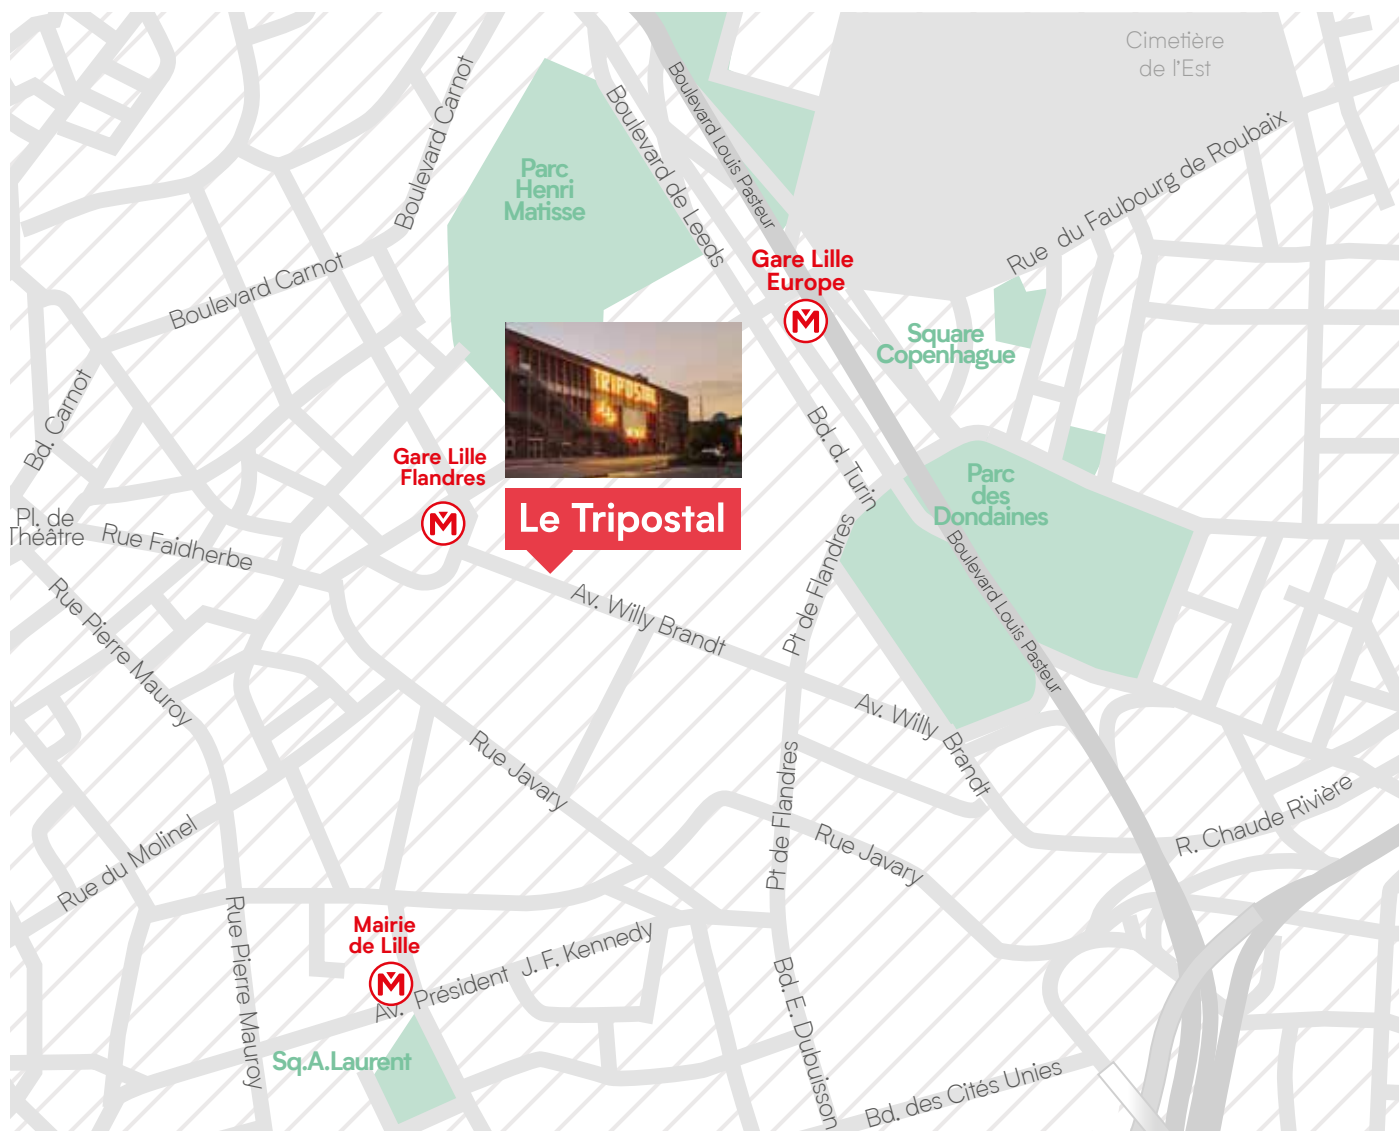 Cimetière
de l'Est
Boulevard Carnot
Boulevard Louis Pasteur
Boulevard de Leeds
Rue du Faubourg de Roubaix
Parc
Henri
Matisse
Boulevard Carnot
Gare Lille
Europe
M
Square
Copenhague
TRIPOSTAL
Bd. Carnot
Bd. d. Turin
Gare Lille
Flandres
M
Parc
des
Dondaines
Le Tripostal
Pl. de
Théâtre
Rue Faidherbe
Pt de Flandres
Boulevard Louis Pasteur
Av. Willy Brandt
Rue Pierre Mauroy
Av. Willy Brandt
Rue Javary
Pt de Flandres
R. Chaude Rivière
Rue Javary
Rue du Molinel
Rue Pierre Mauroy
Mairie
de Lille
M
Av. Président J. F. Kennedy
Bd. E. Dubuisson
Sq.A.Laurent
Bd. des Cités Unies